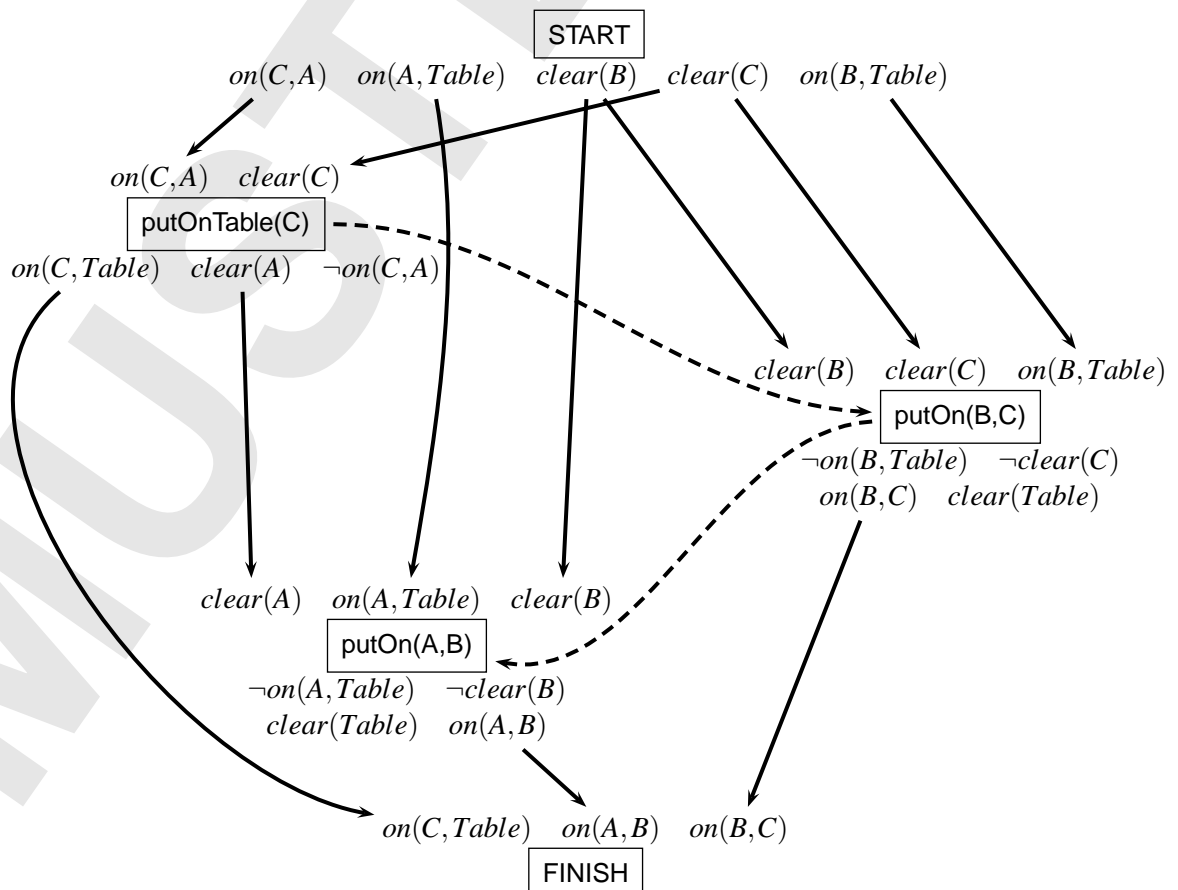 START
on(C,A) on(A,Table) clear(B) clear(C) on(B,Table)
on(C,A) clear(C)
putOnTable(C)
on(C,Table) clear(A) ¬on(C,A)
clear(B) clear(C) on(B,Table)
putOn(B,C)
¬on(B,Table) ¬clear(C)
on(B,C) clear(Table)
clear(A) on(A,Table) clear(B)
putOn(A,B)
¬on(A,Table) ¬clear(B)
clear(Table) on(A,B)
on(C,Table) on(A,B) on(B,C)
FINISH